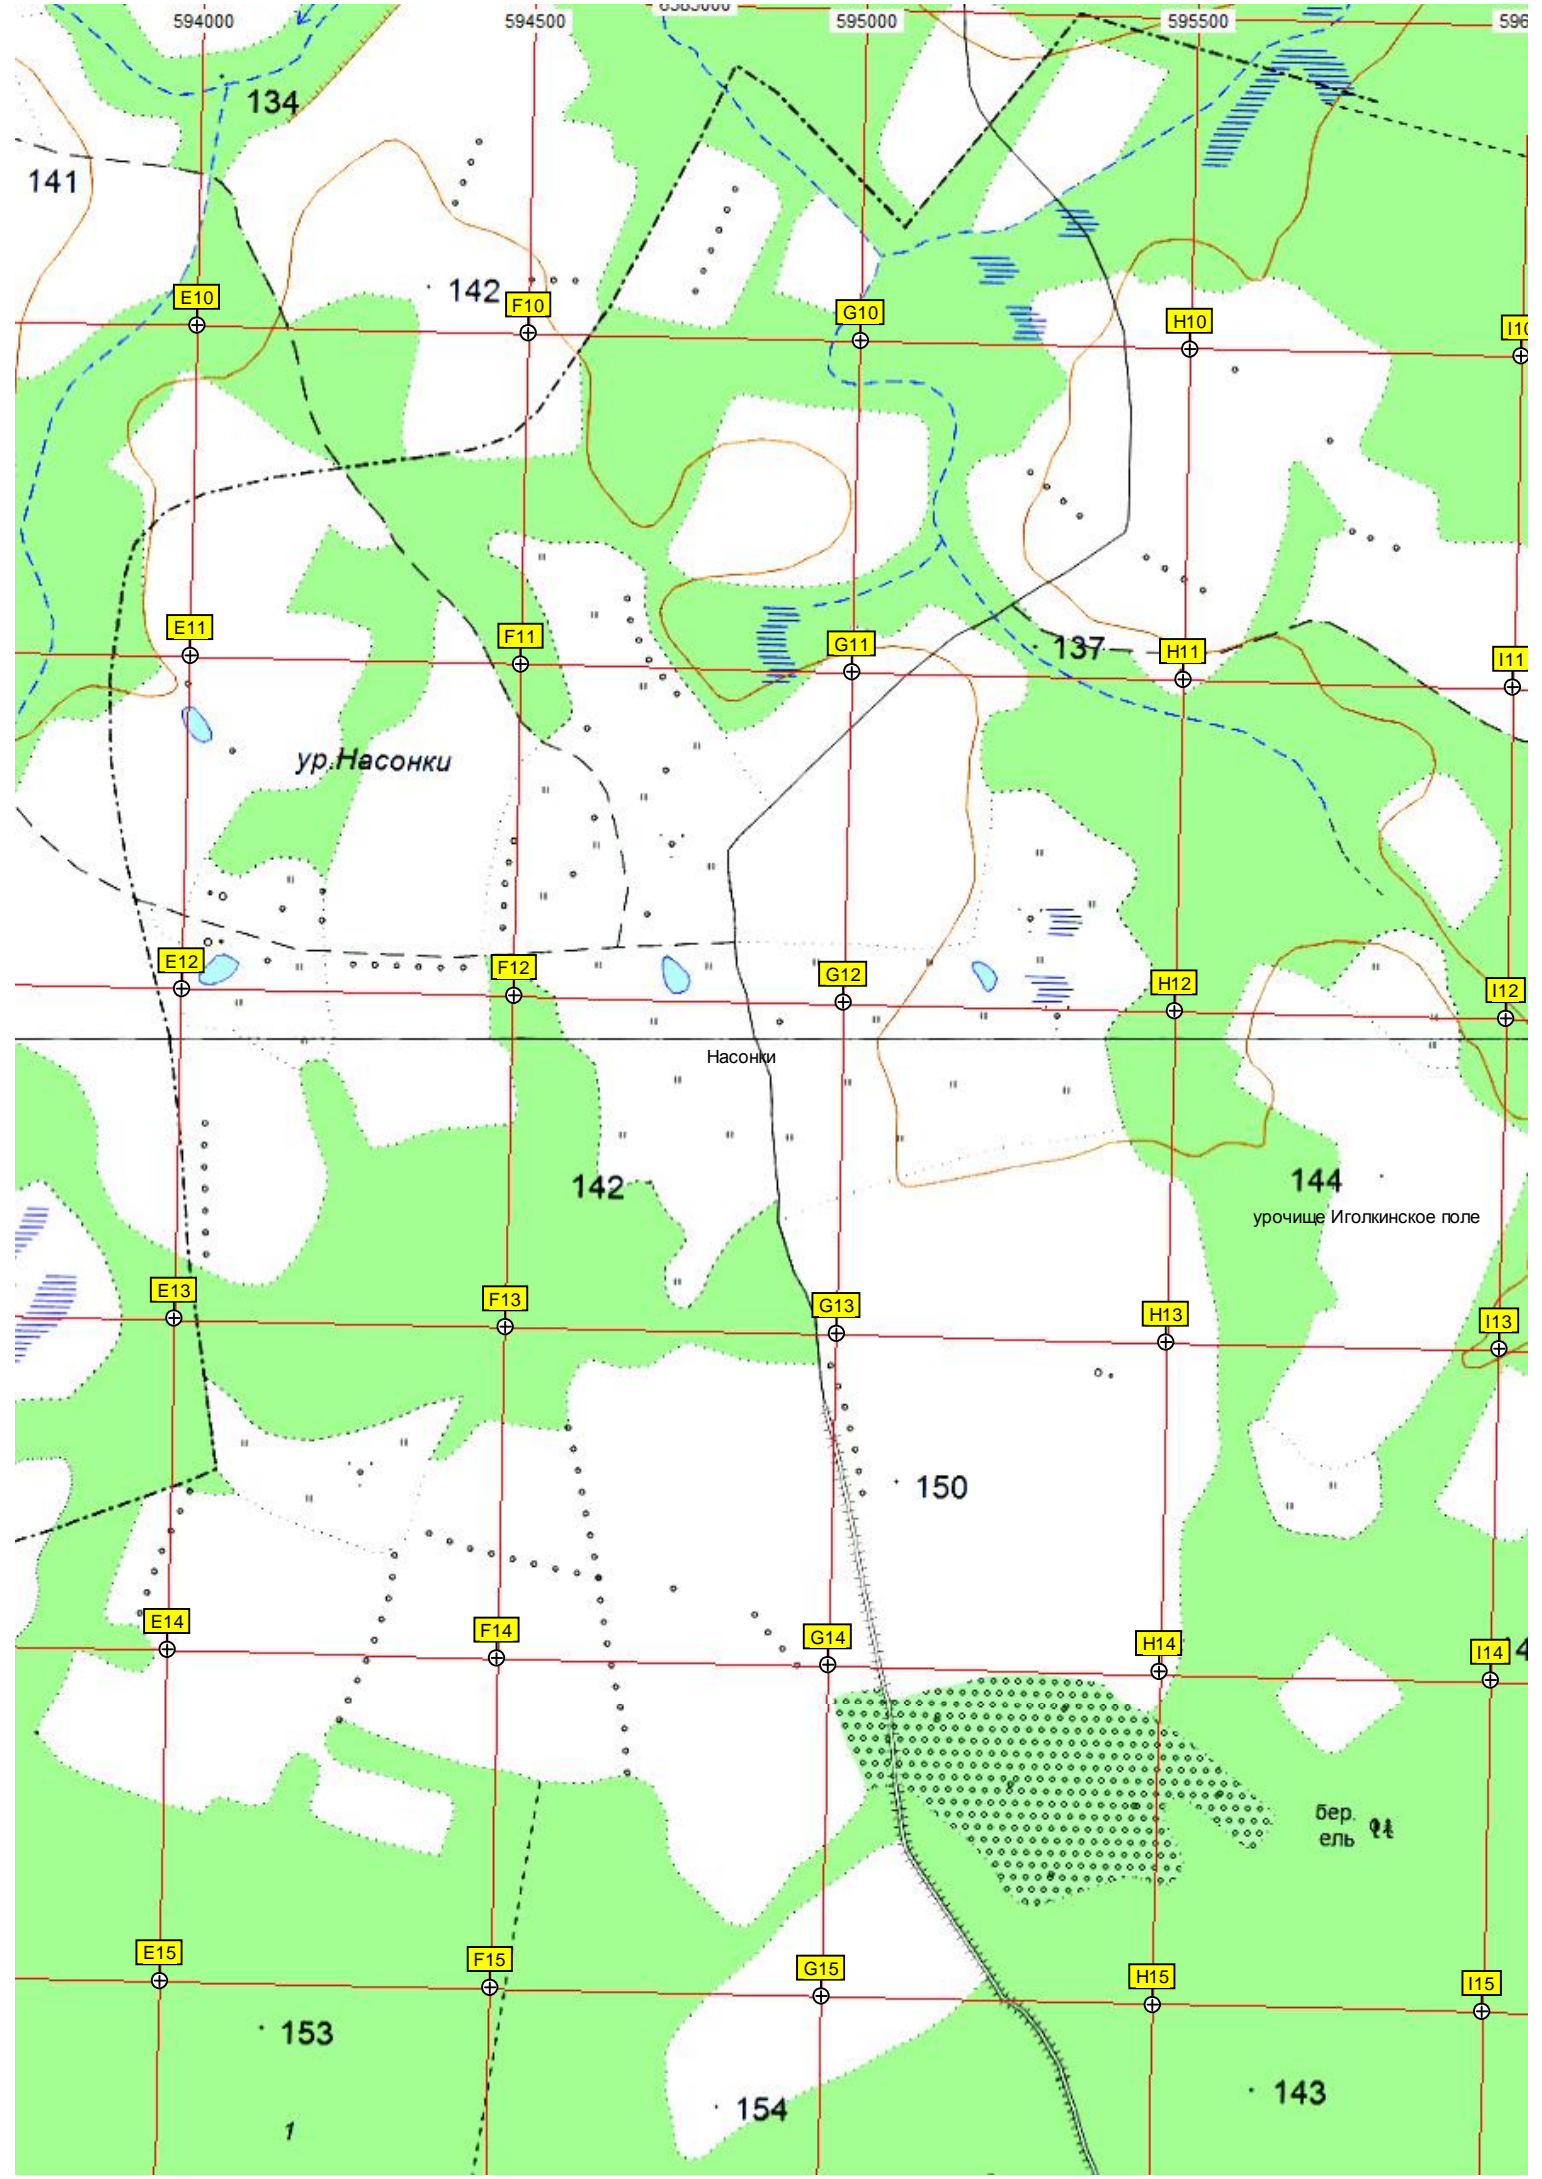 594000 594500 6585000 595000 595500
134
141
142
E10 F10 G10 H10
E11 F11 G11 137 H11 I11
ур.Насонки
E12 F12 G12 H12 I12
Насонки
142
144
урочище Иголкинское поле
E13 F13 G13 H13 I13
150
E14 F14 G14 H14 I14
бер.
ель
E15 F15 G15 H15 I15
153
154
143
1